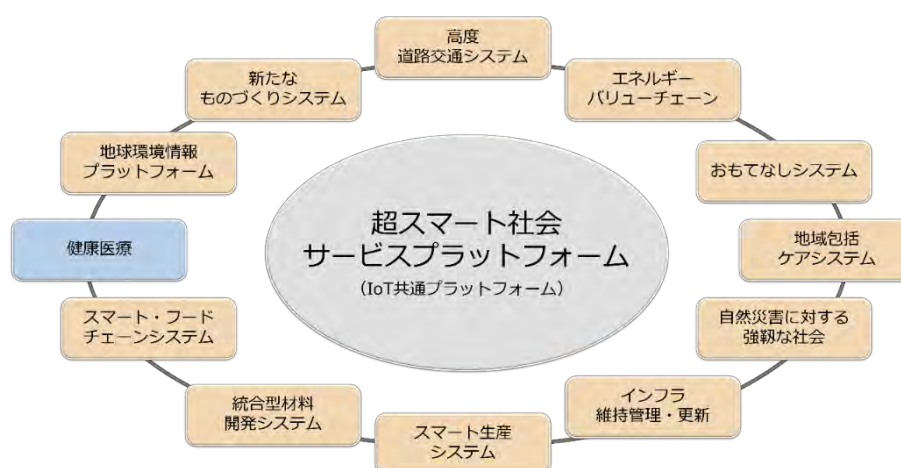 高度
道路交通システム
新たな
ものづくりシステム
エネルギー
バリューチェーン
地球環境情報
プラットフォーム
おもてなしシステム
超スマート社会
サービスプラットフォーム
（IoT共通プラットフォーム）
健康医療
地域包括
ケアシステム
スマート・フード
チェーンシステム
自然災害に対する
強靭な社会
統合型材料
開発システム
インフラ
維持管理・更新
スマート生産
システム